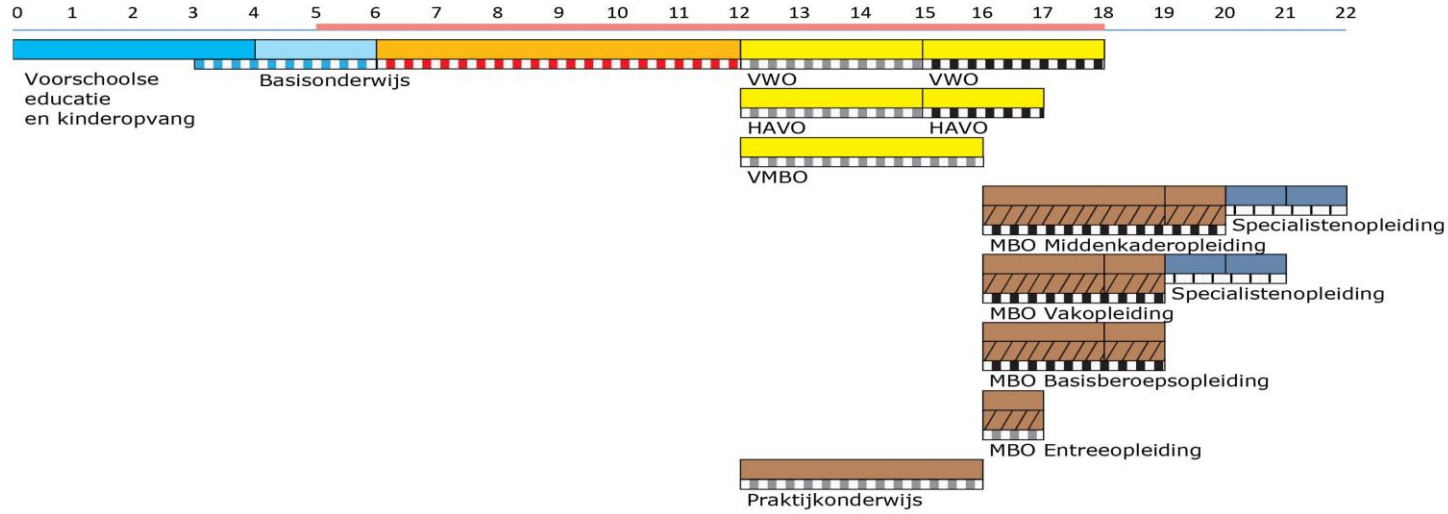 0 1 2 3 4 5 6 7 8 9 10 11 12 13 14 15 16 17 18 19 20 21 22
Voorschoolse
educatie
en kinderopvang
Basisonderwijs
VWO VWO
HAVO HAVO
VMBO
Specialistenopleiding
MBO Middenkaderopleiding
Specialistenopleiding
MBO Vakopleiding
MBO Basisberoepsopleiding
MBO Entreeopleiding
Praktijkonderwijs